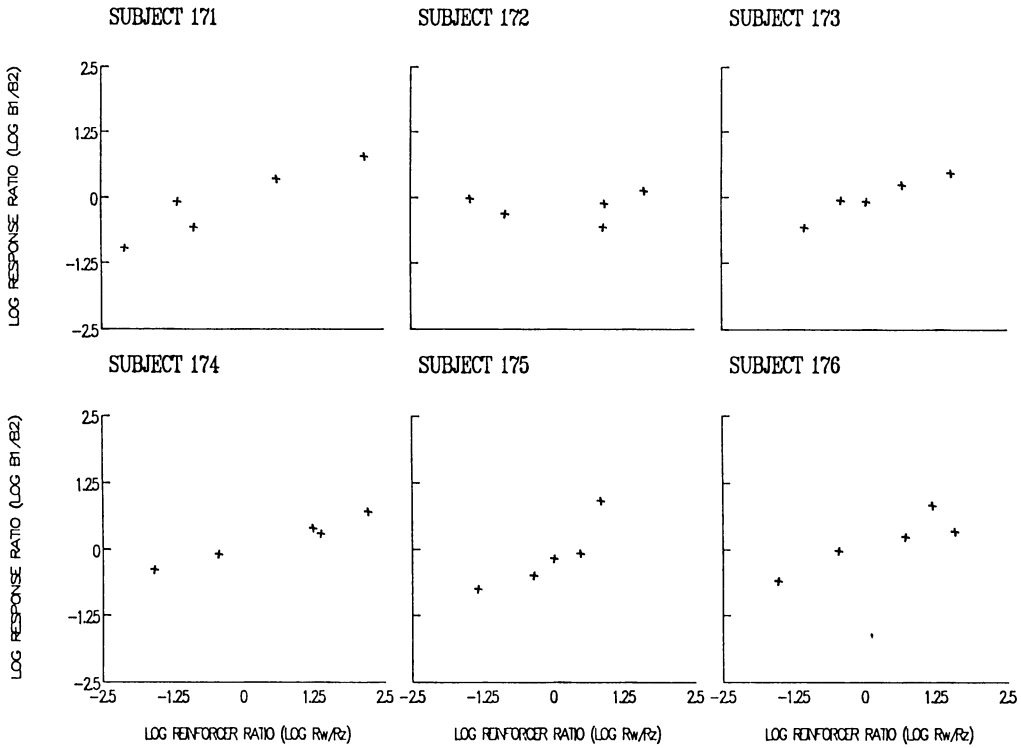 SUBJECT 171
SUBJECT 172
SUBJECT 173
LOG RESPONSE RATIO (LOG B1/B2)
2.5
1.25
0
-1.25
-2.5
SUBJECT 174
SUBJECT 175
SUBJECT 176
LOG RESPONSE RATIO (LOG B1/B2)
2.5
1.25
0
-1.25
-2.5
-2.5 -1.25 0 1.25 2.5
-2.5 -1.25 0 1.25 2.5
-2.5 -1.25 0 1.25 2.5
LOG REINFORCER RATIO (LOG Rw/Rz)
LOG REINFORCER RATIO (LOG Rw/Rz)
LOG REINFORCER RATIO (LOG Rw/Rz)